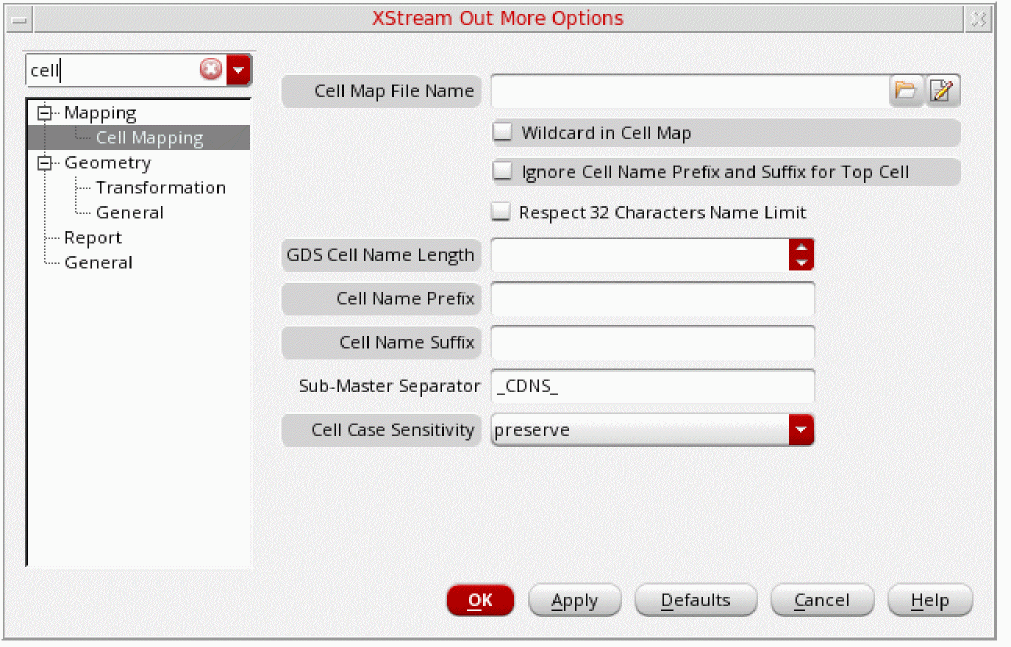 XStream Out More Options
cell
Mapping
Cell Mapping
Geometry
Transformation
General
Report
General
Cell Map File Name
Wildcard in Cell Map
Ignore Cell Name Prefix and Suffix for Top Cell
Respect 32 Characters Name Limit
GDS Cell Name Length
Cell Name Prefix
Cell Name Suffix
Sub-Master Separator _CDNS_
Cell Case Sensitivity preserve
OK Apply Defaults Cancel Help